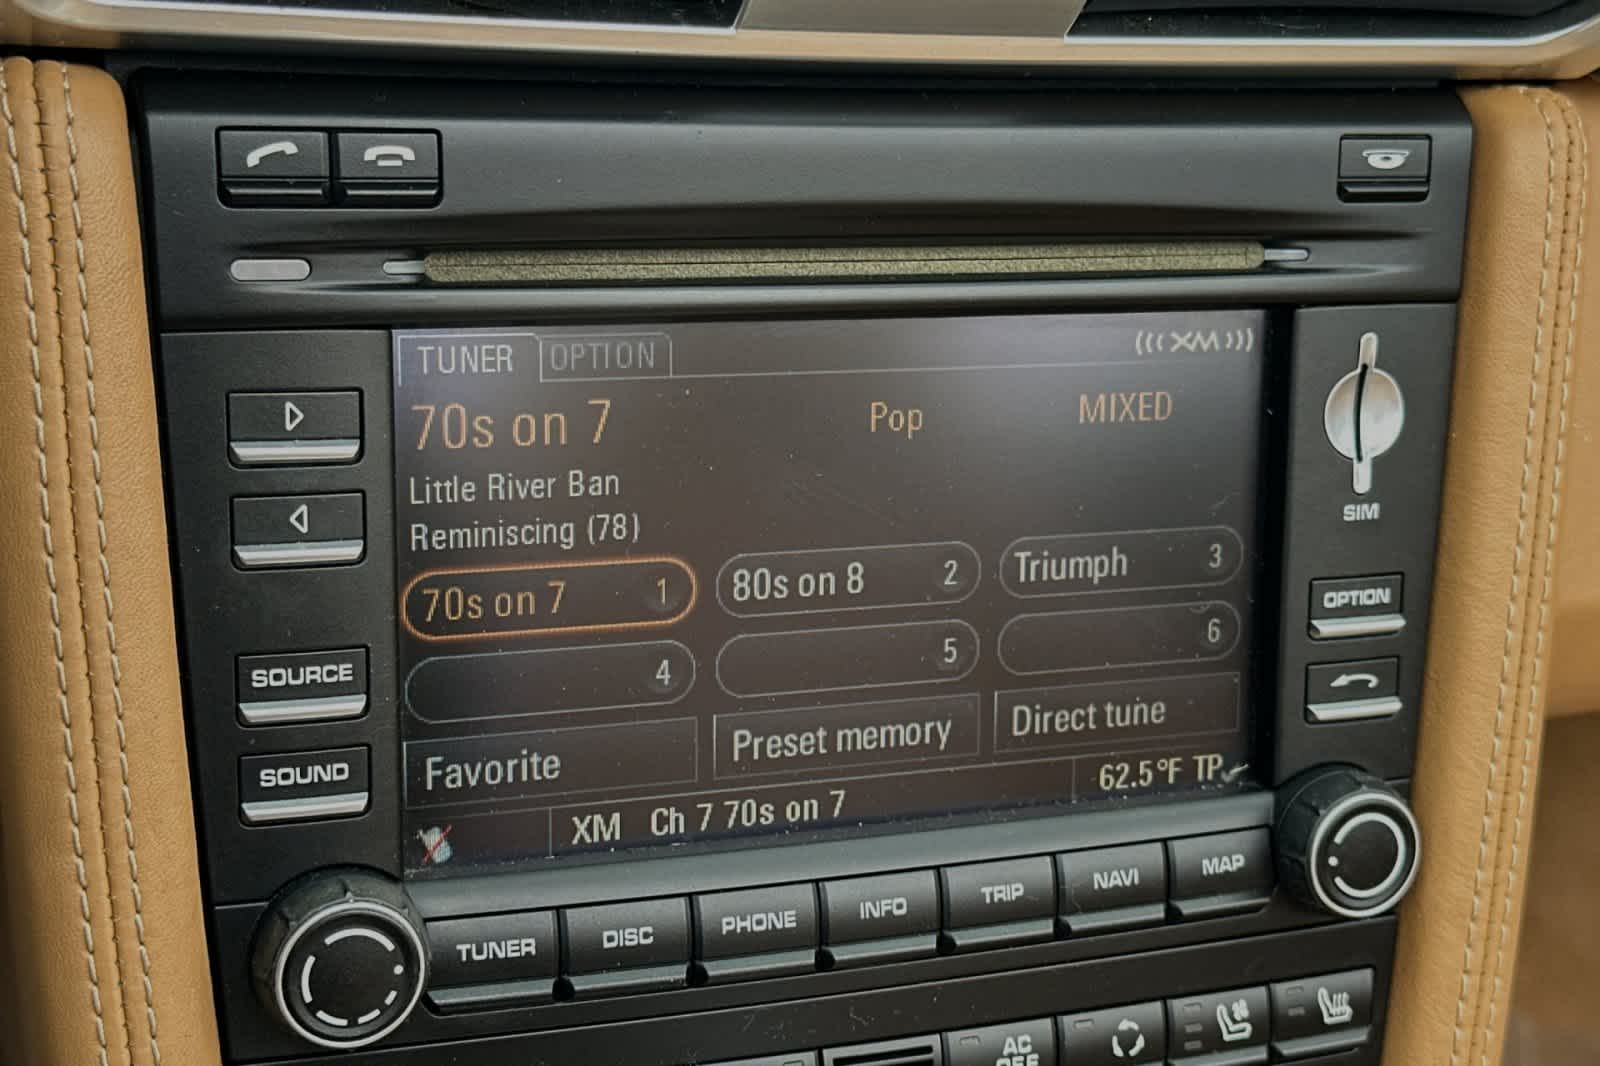 TUNER OPTION (((XM)))
70s on 7 Pop MIXED
Little River Ban
Reminiscing (78)
70s on 7 1 80s on 8 2 Triumph 3
4 5 6
Favorite Preset memory Direct tune
XM Ch 7 70s on 7 62.5°F TP
SIM
OPTION
SOURCE
SOUND
TUNER DISC PHONE INFO TRIP NAVI MAP
AC
OFF